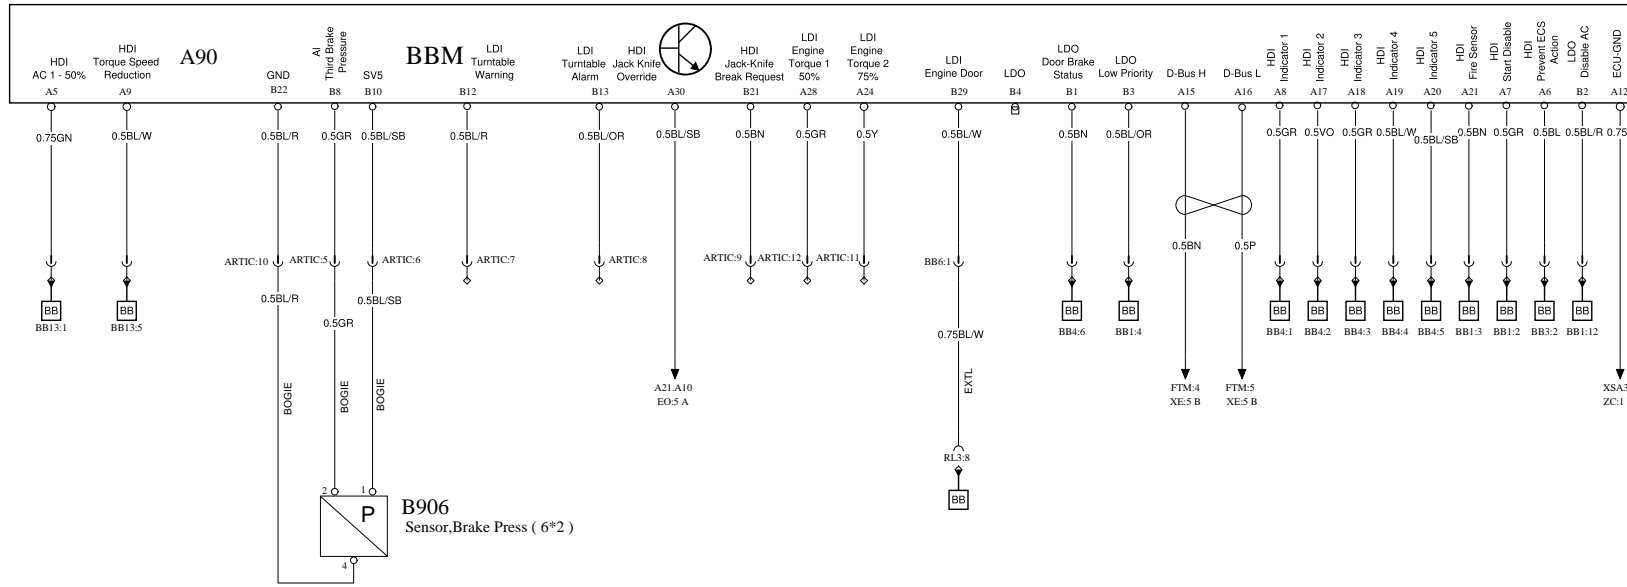 A90
BBM
HDI
AC 1 - 50%
A5
HDI
Torque Speed
Reduction
A9
GND
B22
AI
Third Brake
Pressure
B8
SV5
B10
LDI
Turntable
Warning
B12
LDI
Turntable
Alarm
B13
HDI
Jack Knife
Override
A30
HDI
Jack-Knife
Break Request
B21
LDI
Engine
Torque 1
50%
A28
LDI
Engine
Torque 2
75%
A24
LDI
Engine Door
B29
LDO
B4
LDO
Door Brake
Status
B1
LDO
Low Priority
B3
D-Bus H
A15
D-Bus L
A16
HDI
Indicator 1
A8
HDI
Indicator 2
A17
HDI
Indicator 3
A18
HDI
Indicator 4
A19
HDI
Indicator 5
A20
HDI
Fire Sensor
A21
HDI
Start Disable
A7
HDI
Prevent ECS
Action
A6
LDO
Disable AC
B2
ECU-GND
A12
0.75GN
0.5BL/W
0.5BL/R
0.5GR
0.5BL/SB
0.5BL/R
0.5BL/OR
0.5BL/SB
0.5BN
0.5GR
0.5Y
0.5BL/W
0.5BN
0.5BL/OR
0.5GR
0.5VO
0.5GR
0.5BL/W
0.5BL/SB
0.5BN
0.5GR
0.5BL
0.5BL/R
0.75
0.5BN
0.5P
ARTIC:10
ARTIC:5
ARTIC:6
ARTIC:7
ARTIC:8
ARTIC:9
ARTIC:12
ARTIC:11
BB6:1
0.5BL/R
0.5GR
0.5BL/SB
0.75BL/W
BB
BB13:1
BB
BB13:5
BB
BB4:6
BB
BB1:4
BB
BB4:1
BB
BB4:2
BB
BB4:3
BB
BB4:4
BB
BB4:5
BB
BB1:3
BB
BB1:2
BB
BB3:2
BB
BB1:12
BOGIE
BOGIE
BOGIE
EXTL
A21.A10
EO:5 A
FTM:4
XE:5 B
FTM:5
XE:5 B
XSA3
ZC:1
RL3:8
BB
2
1
P
4
B906
Sensor,Brake Press ( 6*2 )